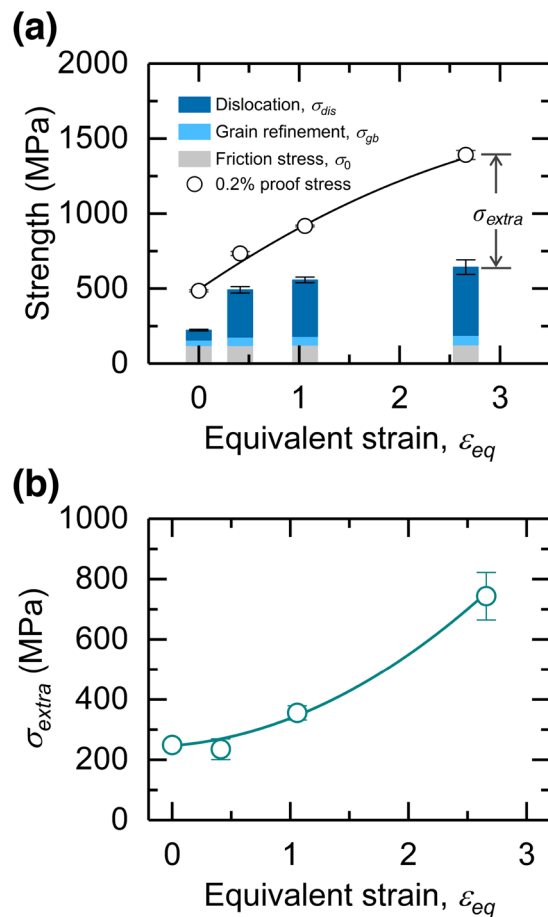 (a)
2000
1500
1000
500
0
Strength (MPa)
Dislocation, σdis
Grain refinement, σgb
Friction stress, σ0
0.2% proof stress
σextra
0 1 2 3
Equivalent strain, εeq
(b)
1000
800
600
400
200
0
σextra (MPa)
0 1 2 3
Equivalent strain, εeq